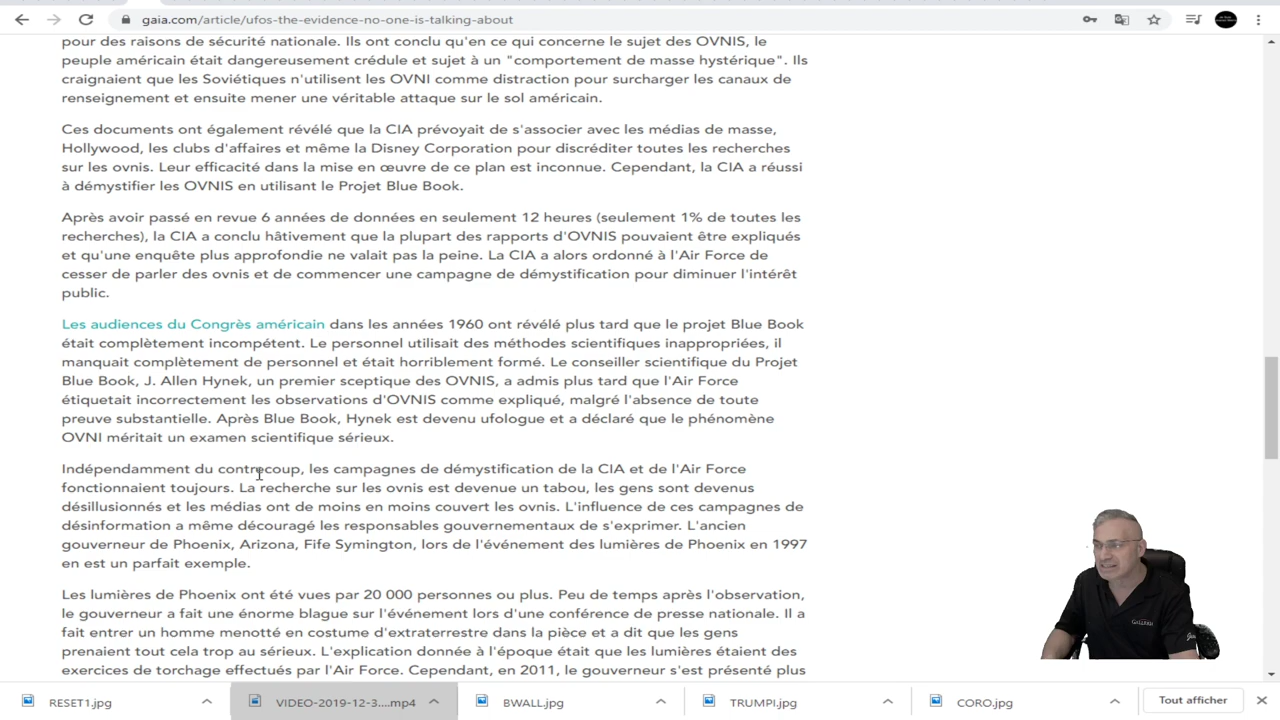 gaia.com/article/ufos-the-evidence-no-one-is-talking-about
pour des raisons de sécurité nationale. Ils ont conclu qu'en ce qui concerne le sujet des OVNIS, le
peuple américain était dangereusement crédule et sujet à un "comportement de masse hystérique". Ils
craignaient que les Soviétiques n'utilisent les OVNI comme distraction pour surcharger les canaux de
renseignement et ensuite mener une véritable attaque sur le sol américain.
Ces documents ont également révélé que la CIA prévoyait de s'associer avec les médias de masse,
Hollywood, les clubs d'affaires et même la Disney Corporation pour discréditer toutes les recherches
sur les ovnis. Leur efficacité dans la mise en œuvre de ce plan est inconnue. Cependant, la CIA a réussi
à démystifier les OVNIS en utilisant le Projet Blue Book.
Après avoir passé en revue 6 années de données en seulement 12 heures (seulement 1% de toutes les
recherches), la CIA a conclu hâtivement que la plupart des rapports d'OVNIS pouvaient être expliqués
et qu'une enquête plus approfondie ne valait pas la peine. La CIA a alors ordonné à l'Air Force de
cesser de parler des ovnis et de commencer une campagne de démystification pour diminuer l'intérêt
public.
Les audiences du Congrès américain dans les années 1960 ont révélé plus tard que le projet Blue Book
était complètement incompétent. Le personnel utilisait des méthodes scientifiques inappropriées, il
manquait complètement de personnel et était horriblement formé. Le conseiller scientifique du Projet
Blue Book, J. Allen Hynek, un premier sceptique des OVNIS, a admis plus tard que l'Air Force
étiquetait incorrectement les observations d'OVNIS comme expliqué, malgré l'absence de toute
preuve substantielle. Après Blue Book, Hynek est devenu ufologue et a déclaré que le phénomène
OVNI méritait un examen scientifique sérieux.
Indépendamment du contrecoup, les campagnes de démystification de la CIA et de l'Air Force
fonctionnaient toujours. La recherche sur les ovnis est devenue un tabou, les gens sont devenus
désillusionnés et les médias ont de moins en moins couvert les ovnis. L'influence de ces campagnes de
désinformation a même découragé les responsables gouvernementaux de s'exprimer. L'ancien
gouverneur de Phoenix, Arizona, Fife Symington, lors de l'événement des lumières de Phoenix en 1997
en est un parfait exemple.
Les lumières de Phoenix ont été vues par 20 000 personnes ou plus. Peu de temps après l'observation,
le gouverneur a fait une énorme blague sur l'événement lors d'une conférence de presse nationale. Il a
fait entrer un homme menotté en costume d'extraterrestre dans la pièce et a dit que les gens
prenaient tout cela trop au sérieux. L'explication donnée à l'époque était que les lumières étaient des
exercices de torchage effectués par l'Air Force. Cependant, en 2011, le gouverneur s'est présenté plus
RESET1.jpg
VIDEO-2019-12-3....mp4
BWALL.jpg
TRUMPI.jpg
CORO.jpg
Tout afficher